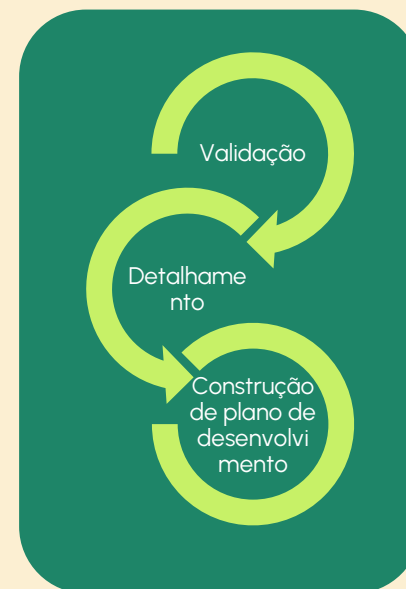 Validação
Detalhame
nto
Construção
de plano de
desenvolvi
mento